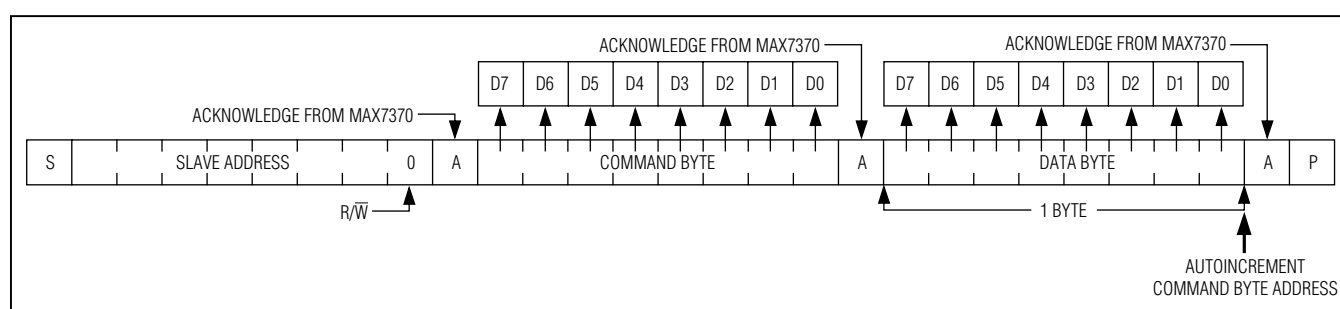 ACKNOWLEDGE FROM MAX7370 ACKNOWLEDGE FROM MAX7370
D7 D6 D5 D4 D3 D2 D1 D0 D7 D6 D5 D4 D3 D2 D1 D0
ACKNOWLEDGE FROM MAX7370
S SLAVE ADDRESS 0 A COMMAND BYTE A DATA BYTE A P
R/W̅ 1 BYTE
AUTOINCREMENT
COMMAND BYTE ADDRESS